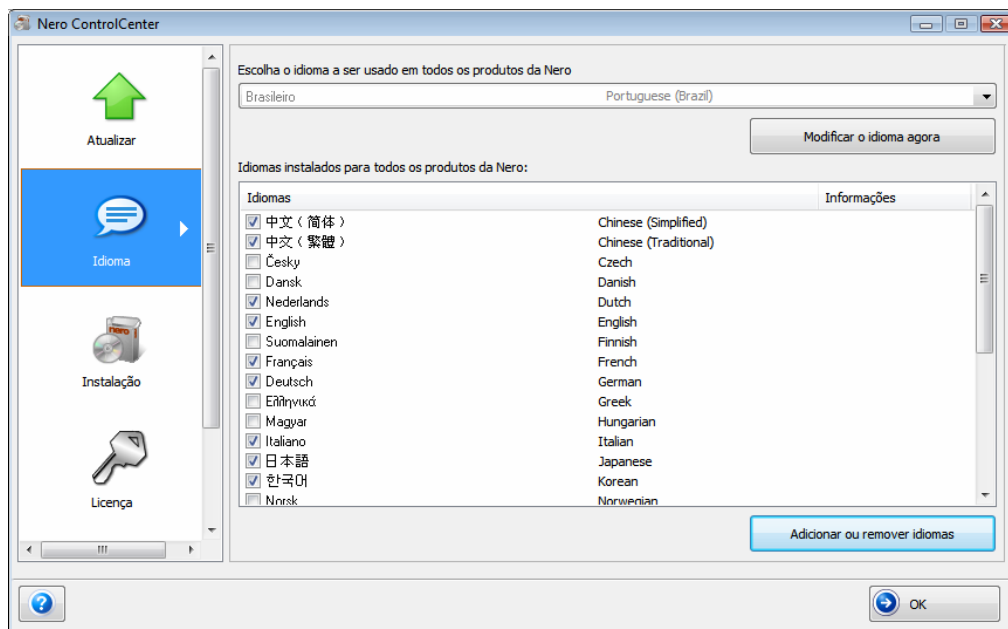 Nero ControlCenter
Atualizar
Idioma
nero
Instalação
Licença
Escolha o idioma a ser usado em todos os produtos da Nero
Brasileiro Portuguese (Brazil)
Modificar o idioma agora
Idiomas instalados para todos os produtos da Nero:
Idiomas Informações
中文（简体） Chinese (Simplified)
中文（繁體） Chinese (Traditional)
Česky Czech
Dansk Danish
Nederlands Dutch
English English
Suomalainen Finnish
Français French
Deutsch German
Ελληνικά Greek
Magyar Hungarian
Italiano Italian
日本語 Japanese
한국어 Korean
Norsk Norwegian
Adicionar ou remover idiomas
OK